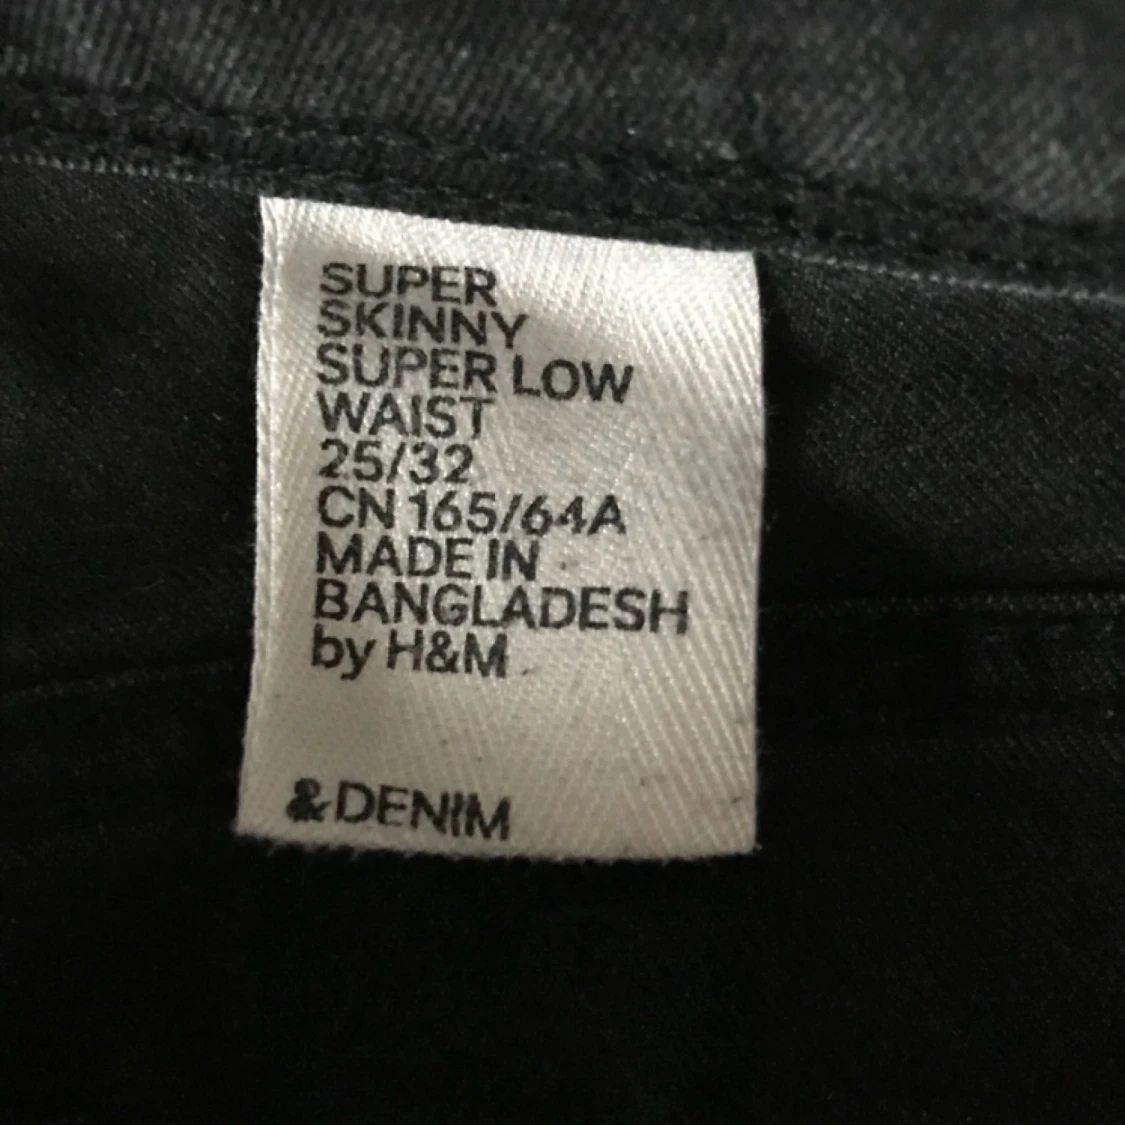 SUPER
SKINNY
SUPER LOW
WAIST
25/32
CN 165/64A
MADE IN
BANGLADESH
by H&M
&DENIM